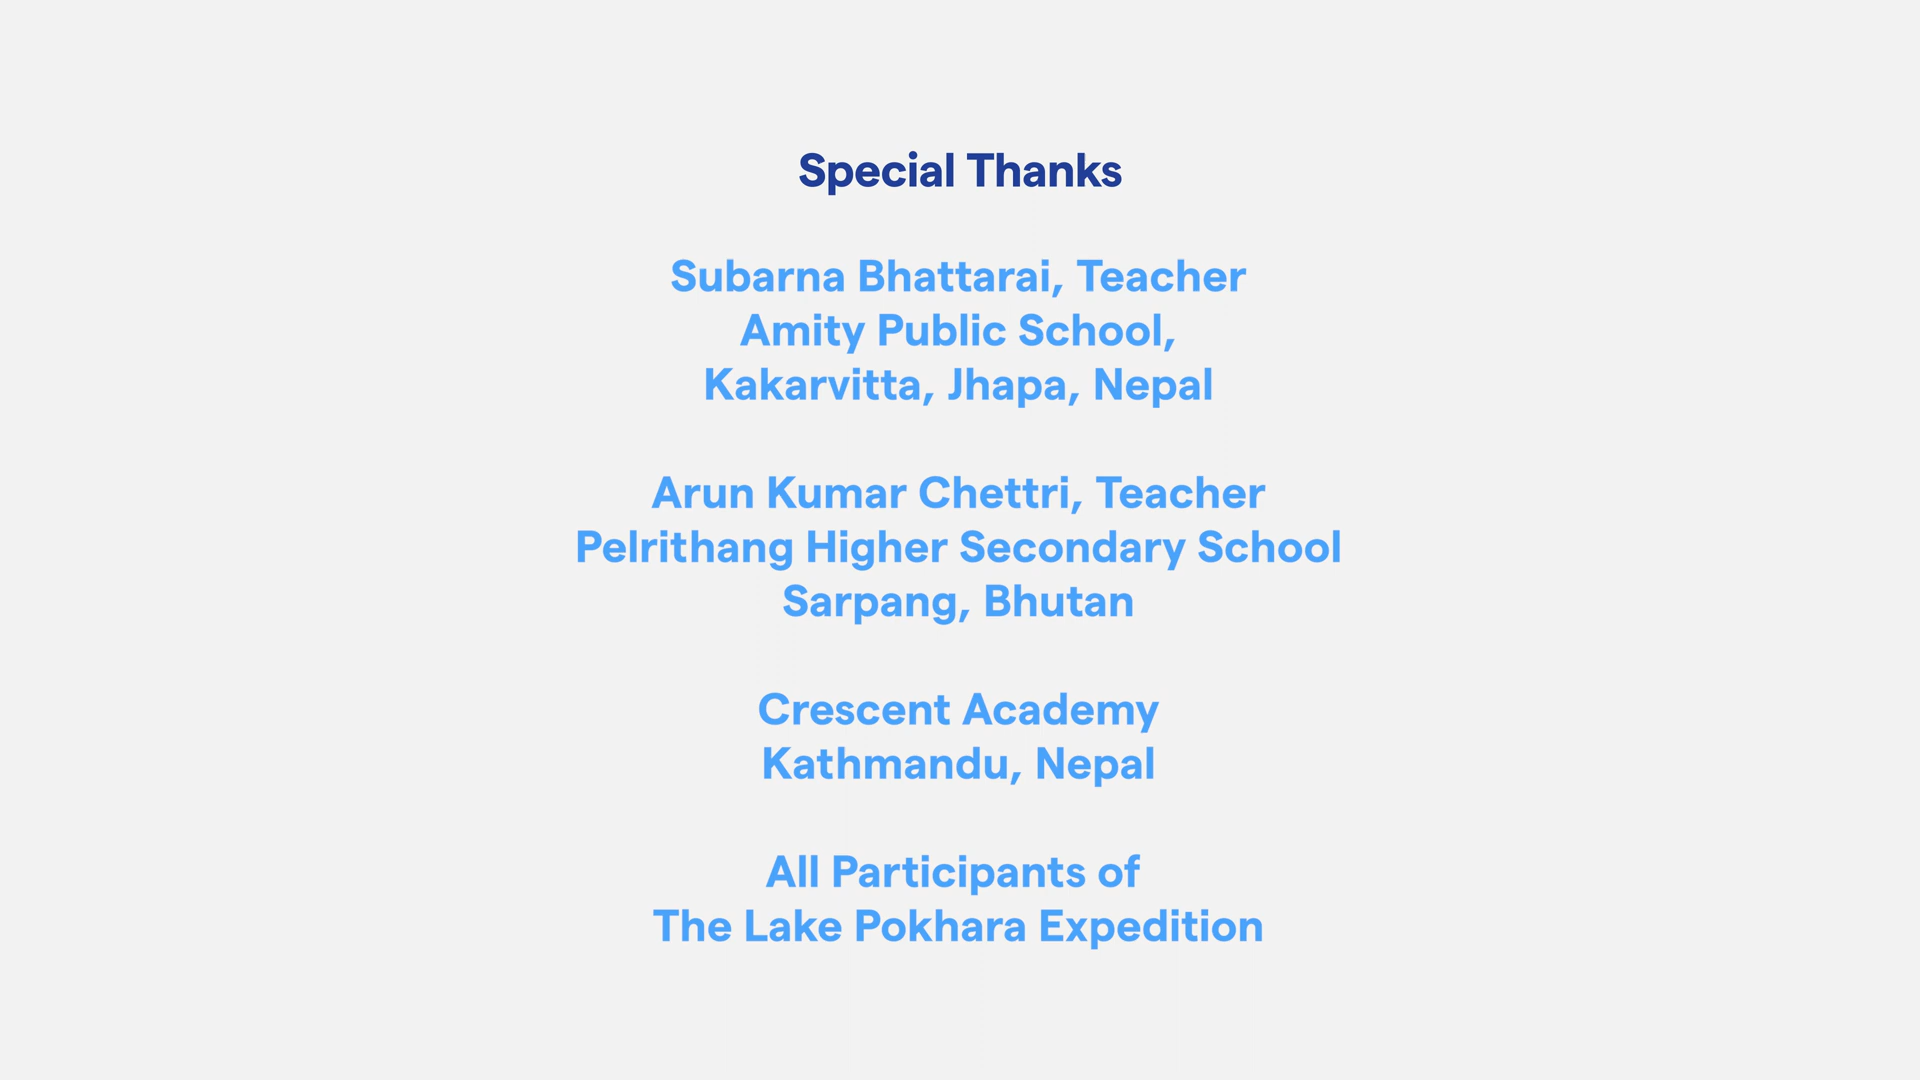 Special Thanks
Subarna Bhattarai, Teacher
Amity Public School,
Kakarvitta, Jhapa, Nepal
Arun Kumar Chettri, Teacher
Pelrithang Higher Secondary School
Sarpang, Bhutan
Crescent Academy
Kathmandu, Nepal
All Participants of
The Lake Pokhara Expedition